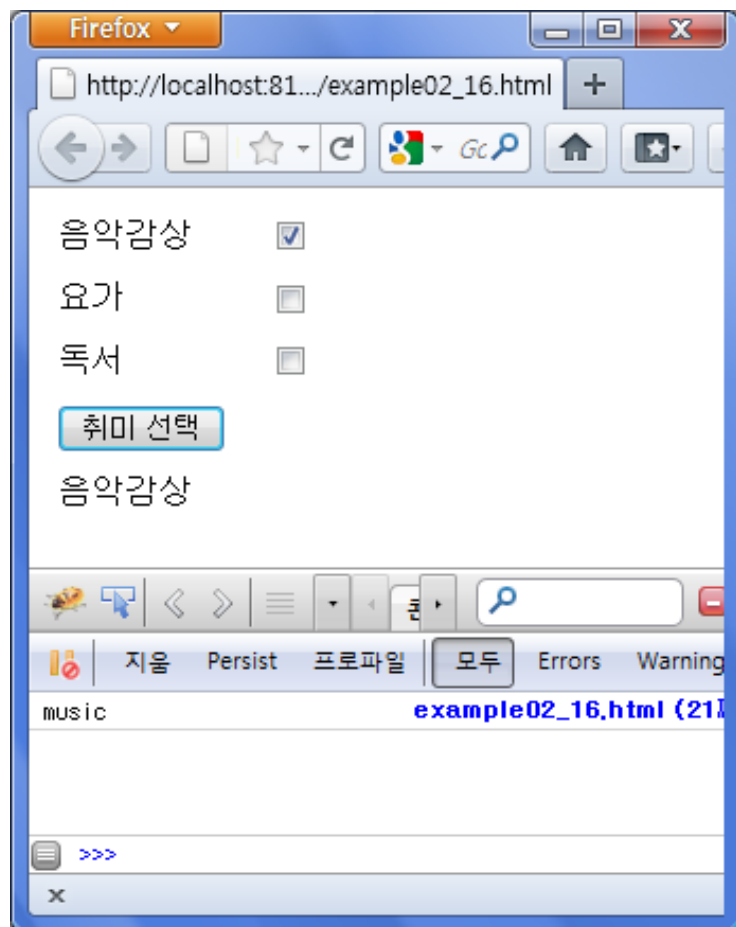 Firefox
http://localhost:81.../example02_16.html
음악감상
요가
독서
취미 선택
음악감상
지움 Persist 프로파일 모두 Errors Warning
music example02_16.html (21
>>>